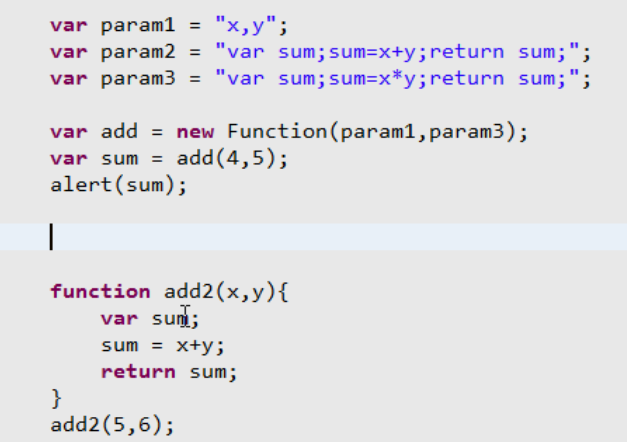 var param1 = "x,y";
var param2 = "var sum;sum=x+y;return sum;";
var param3 = "var sum;sum=x*y;return sum;";
var add = new Function(param1,param3);
var sum = add(4,5);
alert(sum);
function add2(x,y){
var sum;
sum = x+y;
return sum;
}
add2(5,6);